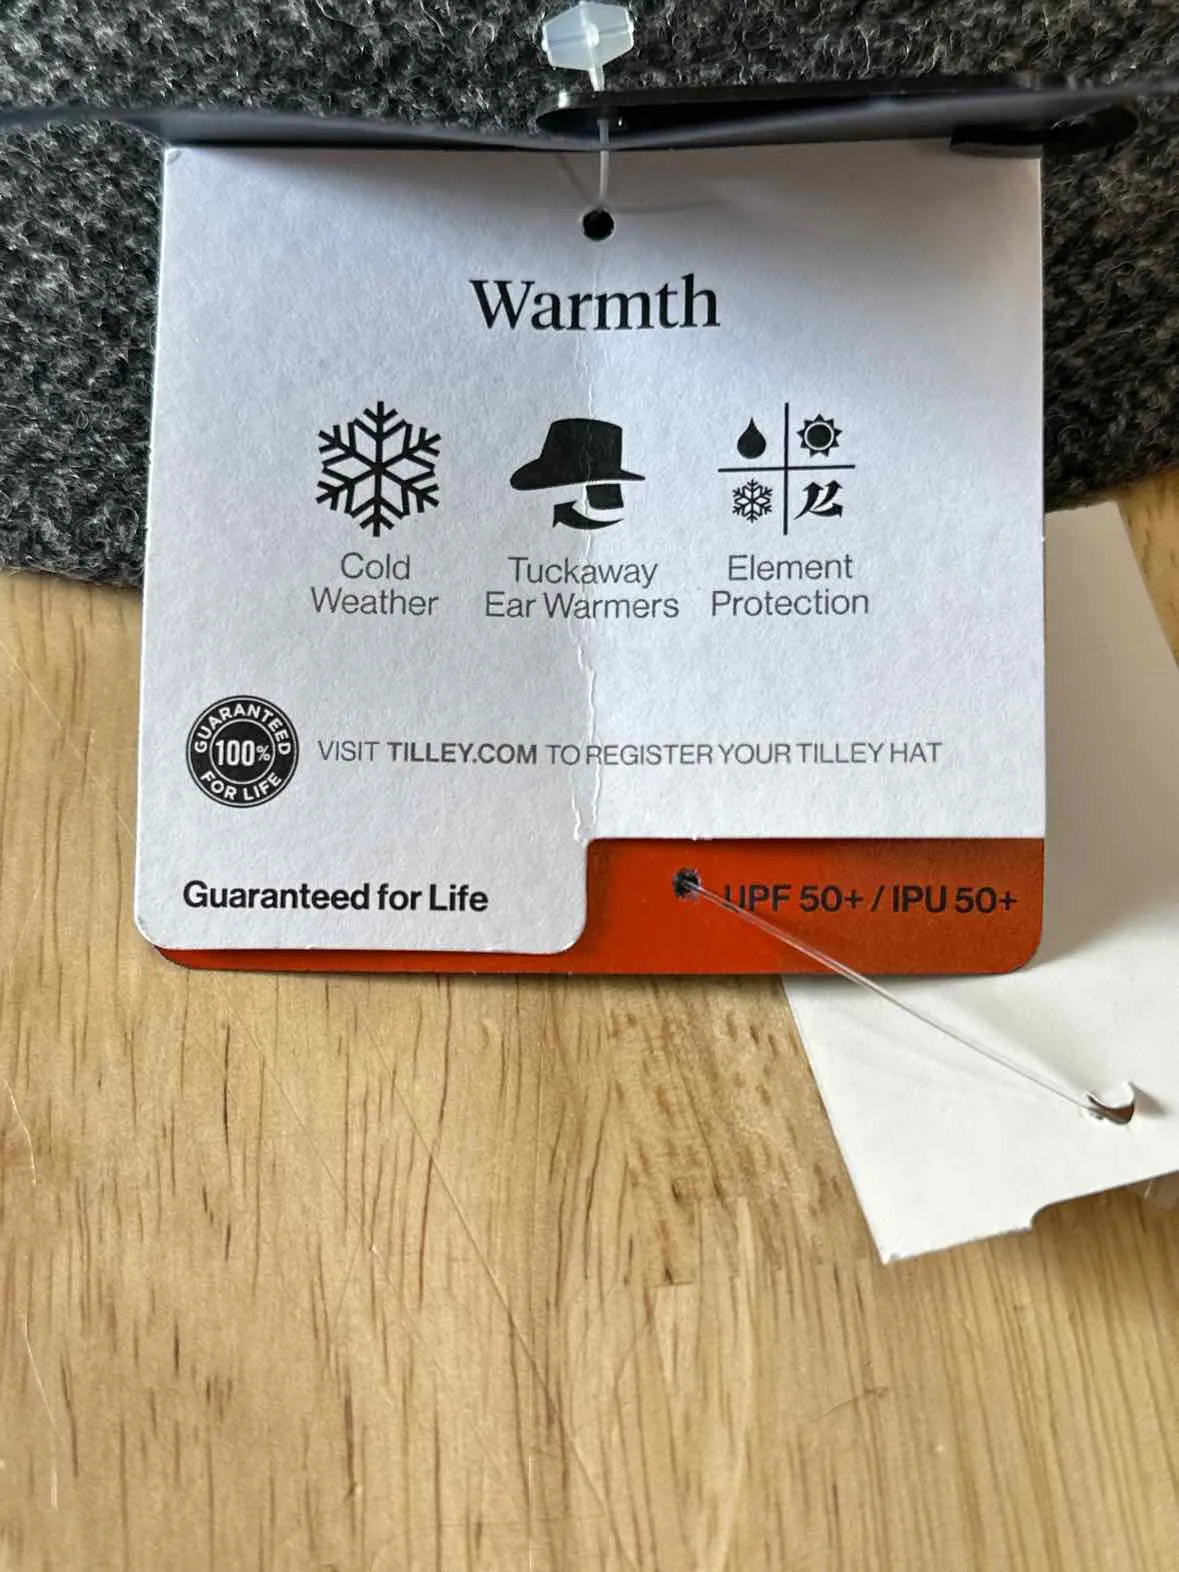 Warmth
Cold
Weather
Tuckaway
Ear Warmers
Element
Protection
GUARANTEED
100%
FOR LIFE
VISIT TILLEY.COM TO REGISTER YOUR TILLEY HAT
Guaranteed for Life
UPF 50+ / IPU 50+